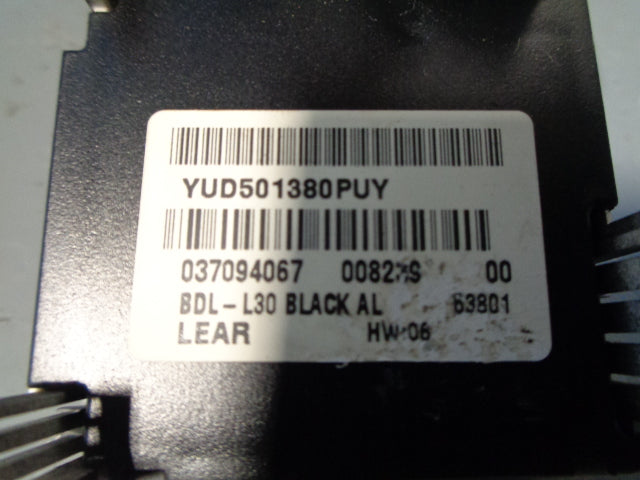 YUD501380PUY
037094067 00
BDL-L30 BLACK AL 63801
LEAR HW:06